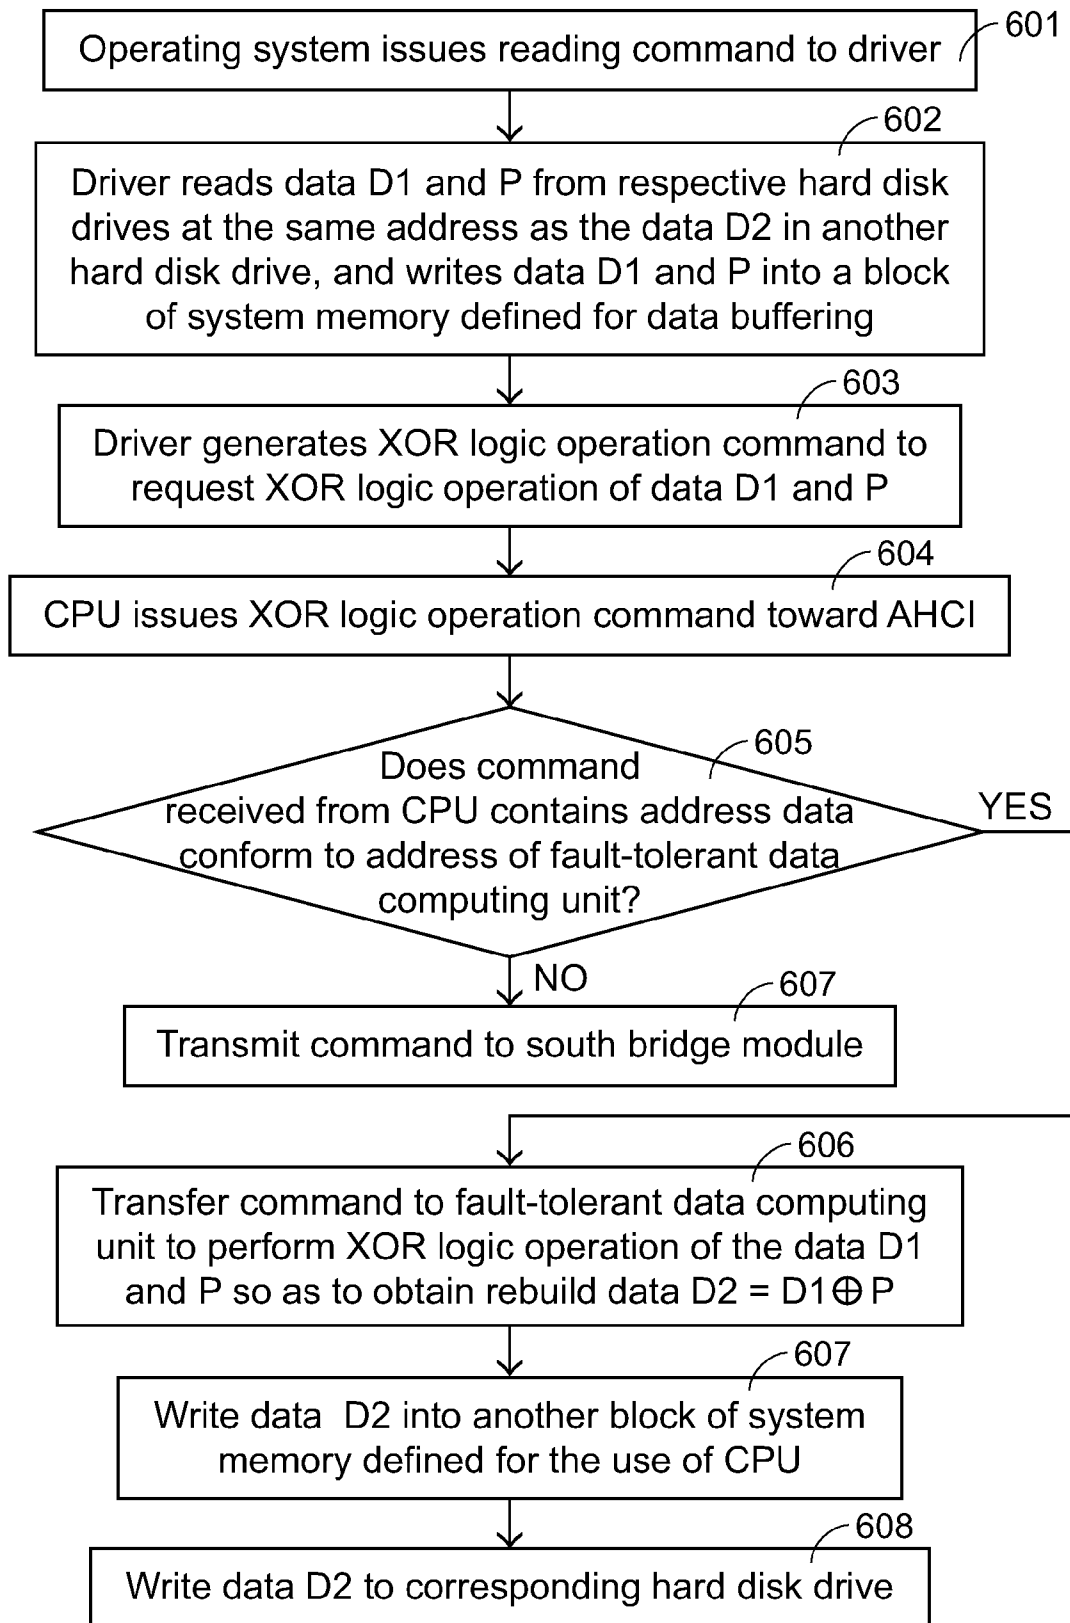 Operating system issues reading command to driver
601
602
Driver reads data D1 and P from respective hard disk
drives at the same address as the data D2 in another
hard disk drive, and writes data D1 and P into a block
of system memory defined for data buffering
603
Driver generates XOR logic operation command to
request XOR logic operation of data D1 and P
604
CPU issues XOR logic operation command toward AHCI
605
Does command
received from CPU contains address data
conform to address of fault-tolerant data
computing unit?
YES
NO
607
Transmit command to south bridge module
606
Transfer command to fault-tolerant data computing
unit to perform XOR logic operation of the data D1
and P so as to obtain rebuild data D2 = D1⊕P
607
Write data D2 into another block of system
memory defined for the use of CPU
608
Write data D2 to corresponding hard disk drive